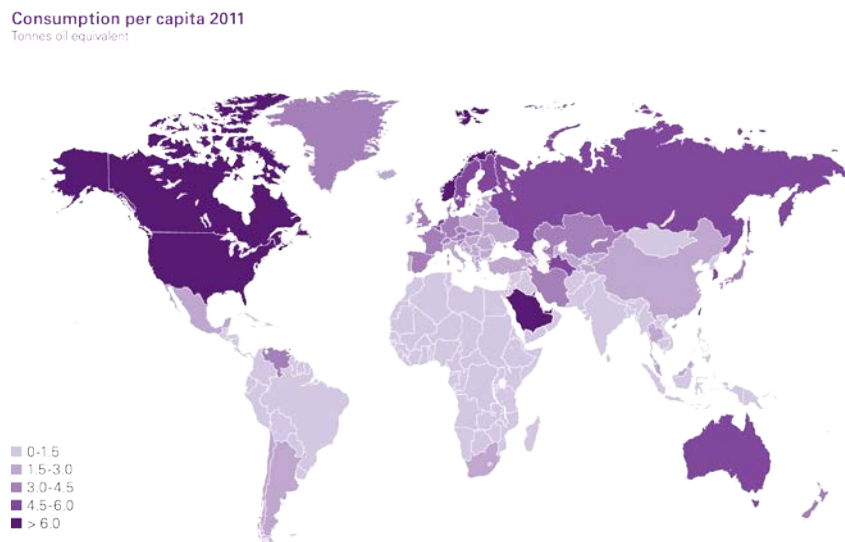 Consumption per capita 2011
Tonnes oil equivalent
0-1.5
1.5-3.0
3.0-4.5
4.5-6.0
> 6.0